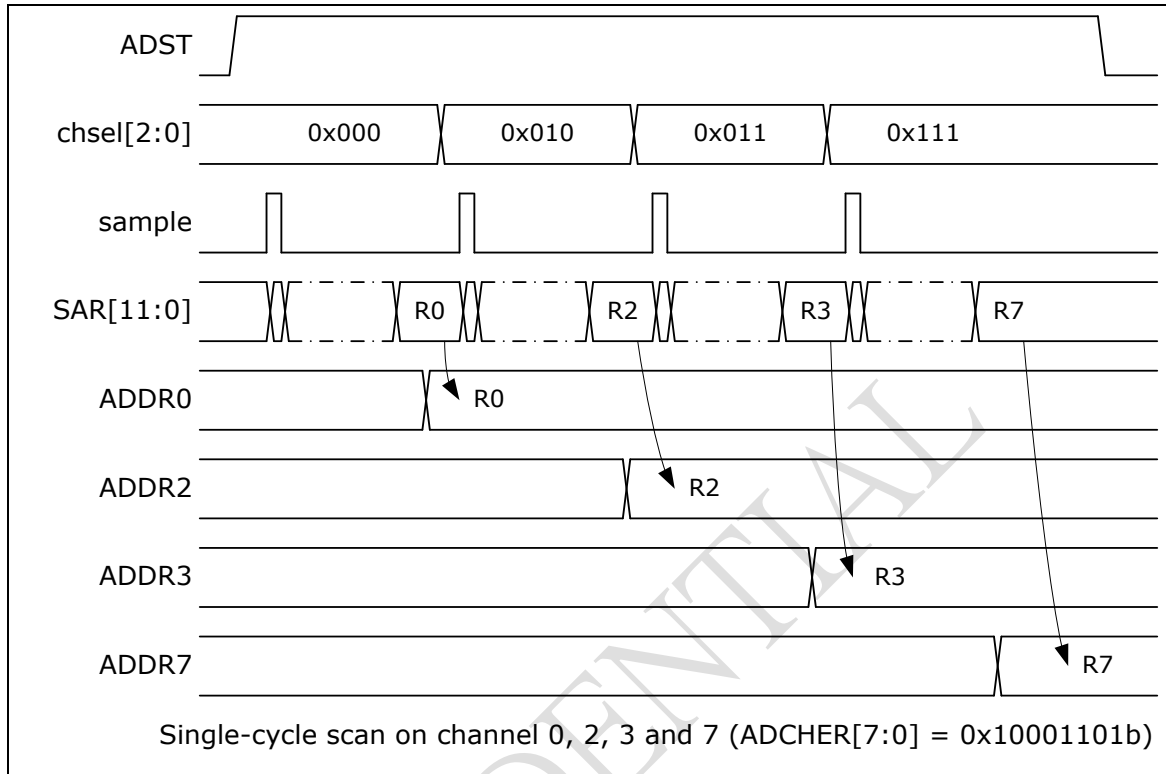 ADST
chsel[2:0] 0x000 0x010 0x011 0x111
sample
SAR[11:0] R0 R2 R3 R7
ADDR0 R0
ADDR2 R2
ADDR3 R3
ADDR7 R7
Single-cycle scan on channel 0, 2, 3 and 7 (ADCHER[7:0] = 0x10001101b)
DENTIAL